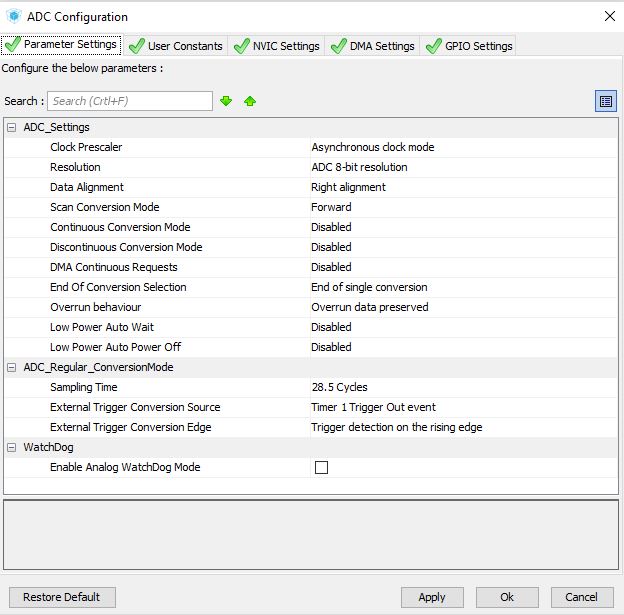 ADC Configuration
Parameter Settings User Constants NVIC Settings DMA Settings GPIO Settings
Configure the below parameters :
Search : Search (Crtl+F)
ADC_Settings
Clock Prescaler Asynchronous clock mode
Resolution ADC 8-bit resolution
Data Alignment Right alignment
Scan Conversion Mode Forward
Continuous Conversion Mode Disabled
Discontinuous Conversion Mode Disabled
DMA Continuous Requests Disabled
End Of Conversion Selection End of single conversion
Overrun behaviour Overrun data preserved
Low Power Auto Wait Disabled
Low Power Auto Power Off Disabled
ADC_Regular_ConversionMode
Sampling Time 28.5 Cycles
External Trigger Conversion Source Timer 1 Trigger Out event
External Trigger Conversion Edge Trigger detection on the rising edge
WatchDog
Enable Analog WatchDog Mode
Restore Default Apply Ok Cancel